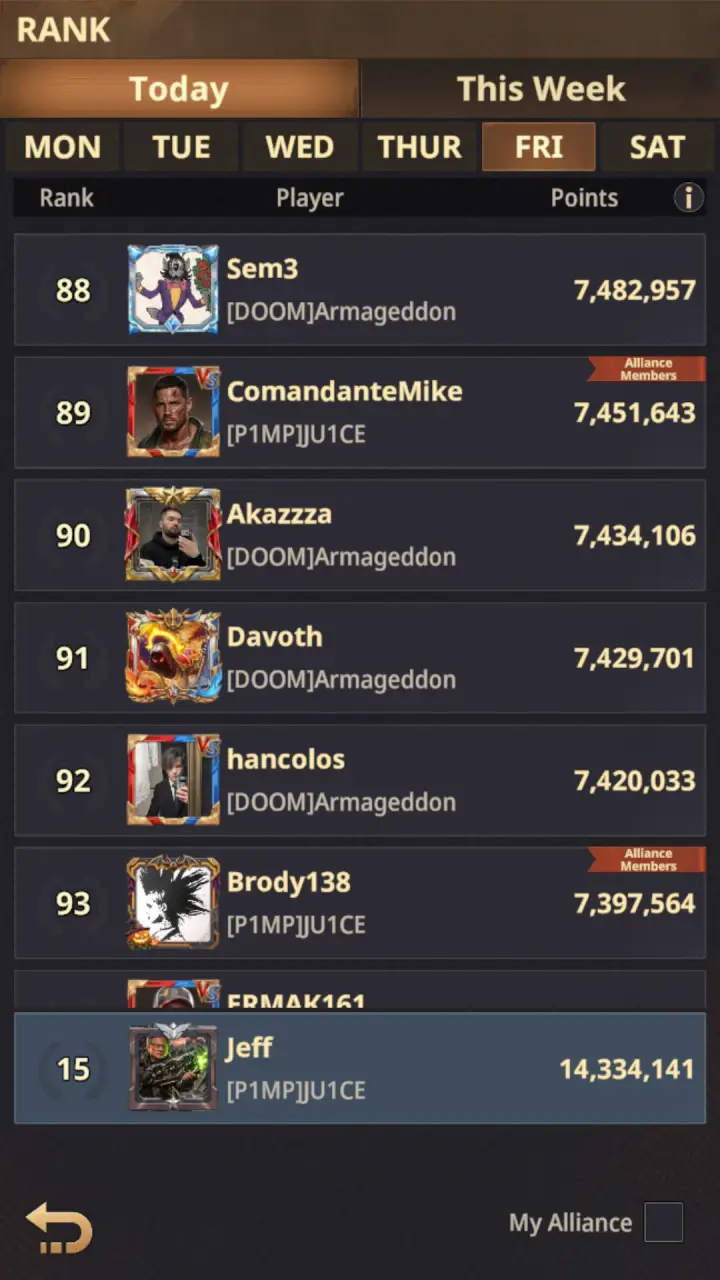 RANK
Today
This Week
MON
TUE
WED
THUR
FRI
SAT
Rank
Player
Points
88
Sem3
[DOOM]Armageddon
7,482,957
89
ComandanteMike
[P1MP]JU1CE
Alliance
Members
7,451,643
90
Akazzza
[DOOM]Armageddon
7,434,106
91
Davoth
[DOOM]Armageddon
7,429,701
92
hancolos
[DOOM]Armageddon
7,420,033
93
Brody138
[P1MP]JU1CE
Alliance
Members
7,397,564
ERMAK161
15
Jeff
[P1MP]JU1CE
14,334,141
My Alliance